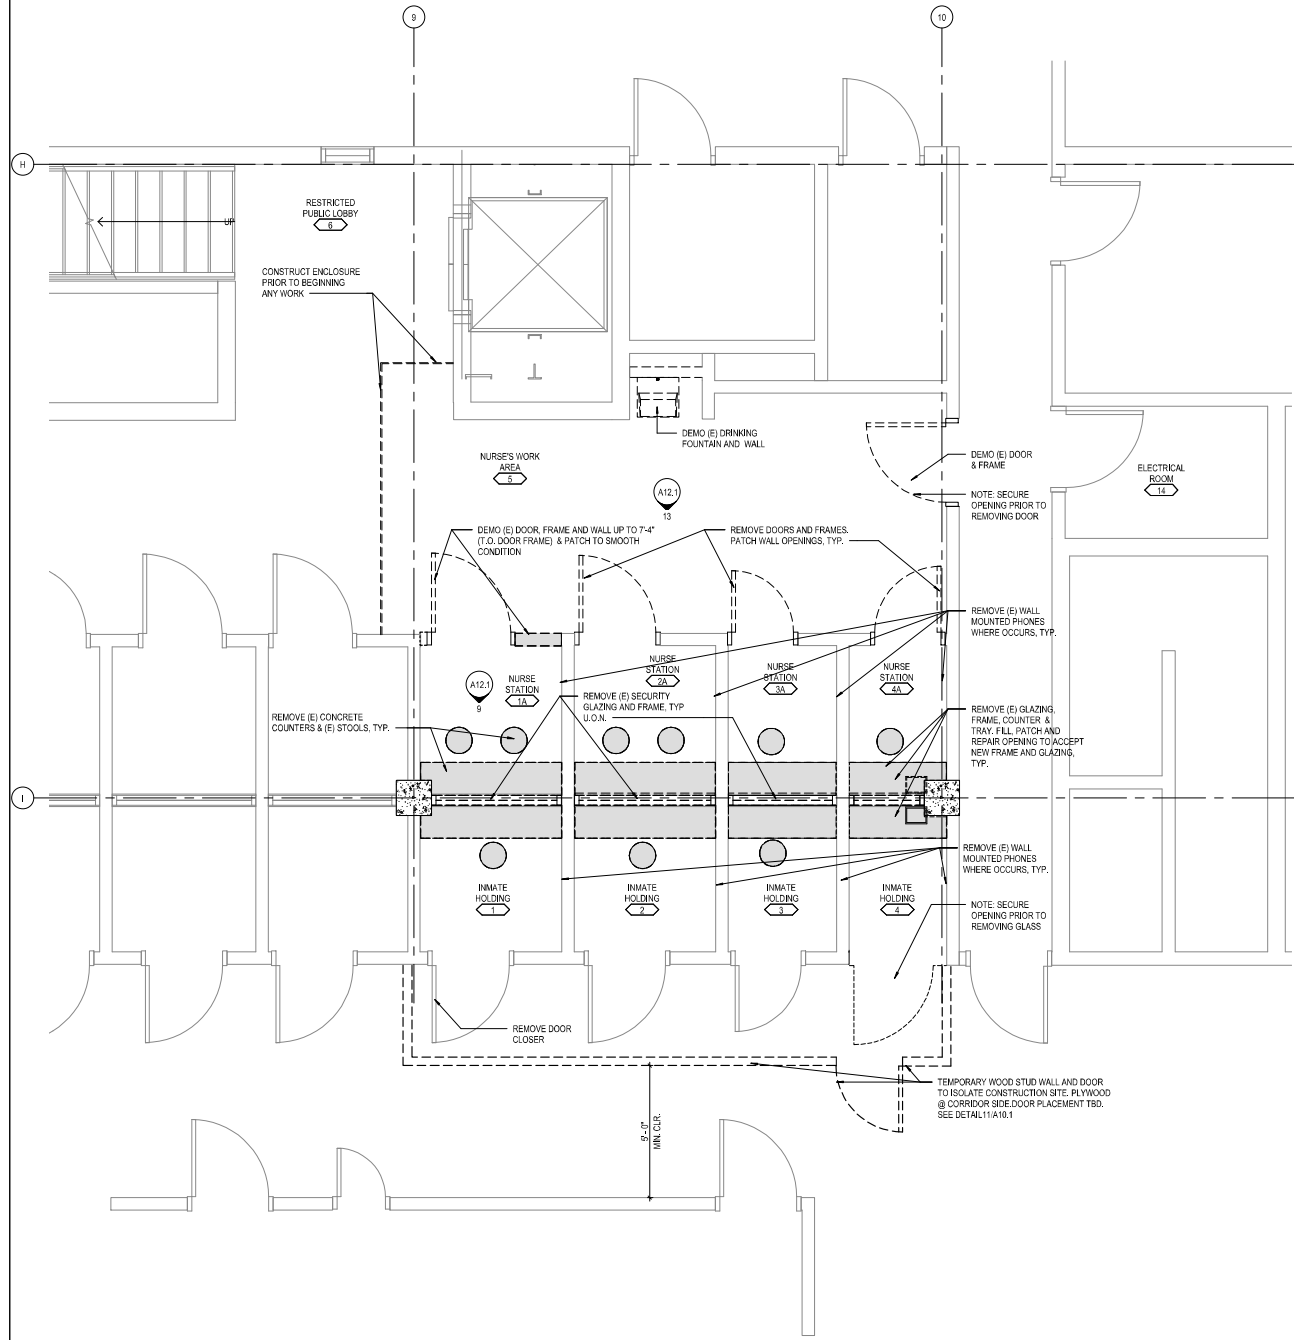 9
10
H
RESTRICTED
PUBLIC LOBBY
6
UP
CONSTRUCT ENCLOSURE
PRIOR TO BEGINNING
ANY WORK
DEMO (E) DRINKING
FOUNTAIN AND WALL
NURSE'S WORK
AREA
5
DEMO (E) DOOR
& FRAME
ELECTRICAL
ROOM
14
A12.1
13
NOTE: SECURE
OPENING PRIOR TO
REMOVING DOOR
DEMO (E) DOOR, FRAME AND WALL UP TO 7'-4"
(T.O. DOOR FRAME) & PATCH TO SMOOTH
CONDITION
REMOVE DOORS AND FRAMES.
PATCH WALL OPENINGS, TYP.
REMOVE (E) WALL
MOUNTED PHONES
WHERE OCCURS, TYP.
NURSE
STATION
1A
NURSE
STATION
2A
NURSE
STATION
3A
NURSE
STATION
4A
A12.1
9
REMOVE (E) SECURITY
GLAZING AND FRAME, TYP
U.O.N.
REMOVE (E) CONCRETE
COUNTERS & (E) STOOLS, TYP.
REMOVE (E) GLAZING,
FRAME, COUNTER &
TRAY. FILL, PATCH AND
REPAIR OPENING TO ACCEPT
NEW FRAME AND GLAZING,
TYP.
I
REMOVE (E) WALL
MOUNTED PHONES
WHERE OCCURS, TYP.
INMATE
HOLDING
1
INMATE
HOLDING
2
INMATE
HOLDING
3
INMATE
HOLDING
4
NOTE: SECURE
OPENING PRIOR TO
REMOVING GLASS
REMOVE DOOR
CLOSER
TEMPORARY WOOD STUD WALL AND DOOR
TO ISOLATE CONSTRUCTION SITE. PLYWOOD
@ CORRIDOR SIDE.DOOR PLACEMENT TBD.
SEE DETAIL11/A10.1
MIN. CLR.